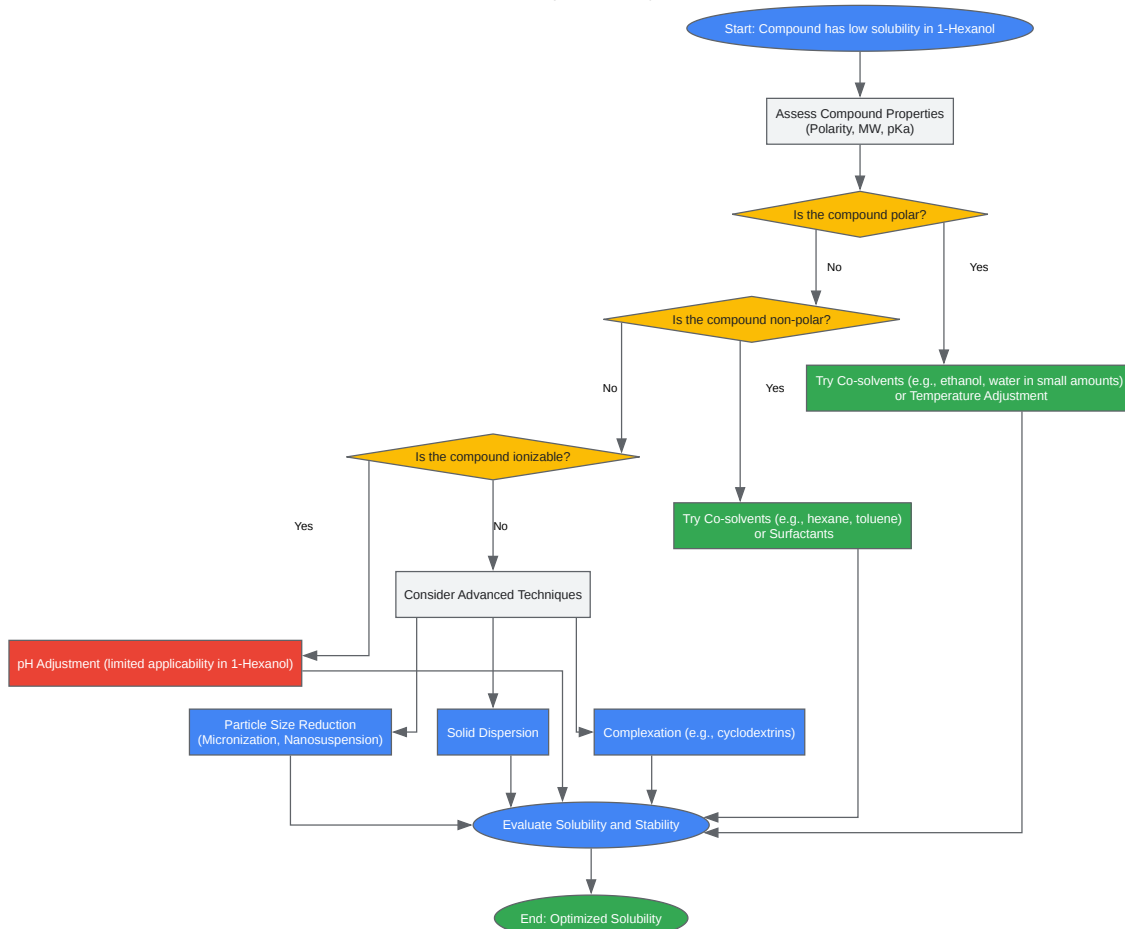 Start: Compound has low solubility in 1-Hexanol
Assess Compound Properties
(Polarity, MW, pKa)
Is the compound polar?
No
Yes
Is the compound non-polar?
Try Co-solvents (e.g., ethanol, water in small amounts)
or Temperature Adjustment
No
Yes
Is the compound ionizable?
Try Co-solvents (e.g., hexane, toluene)
or Surfactants
Yes
No
Consider Advanced Techniques
pH Adjustment (limited applicability in 1-Hexanol)
Particle Size Reduction
(Micronization, Nanosuspension)
Solid Dispersion
Complexation (e.g., cyclodextrins)
Evaluate Solubility and Stability
End: Optimized Solubility